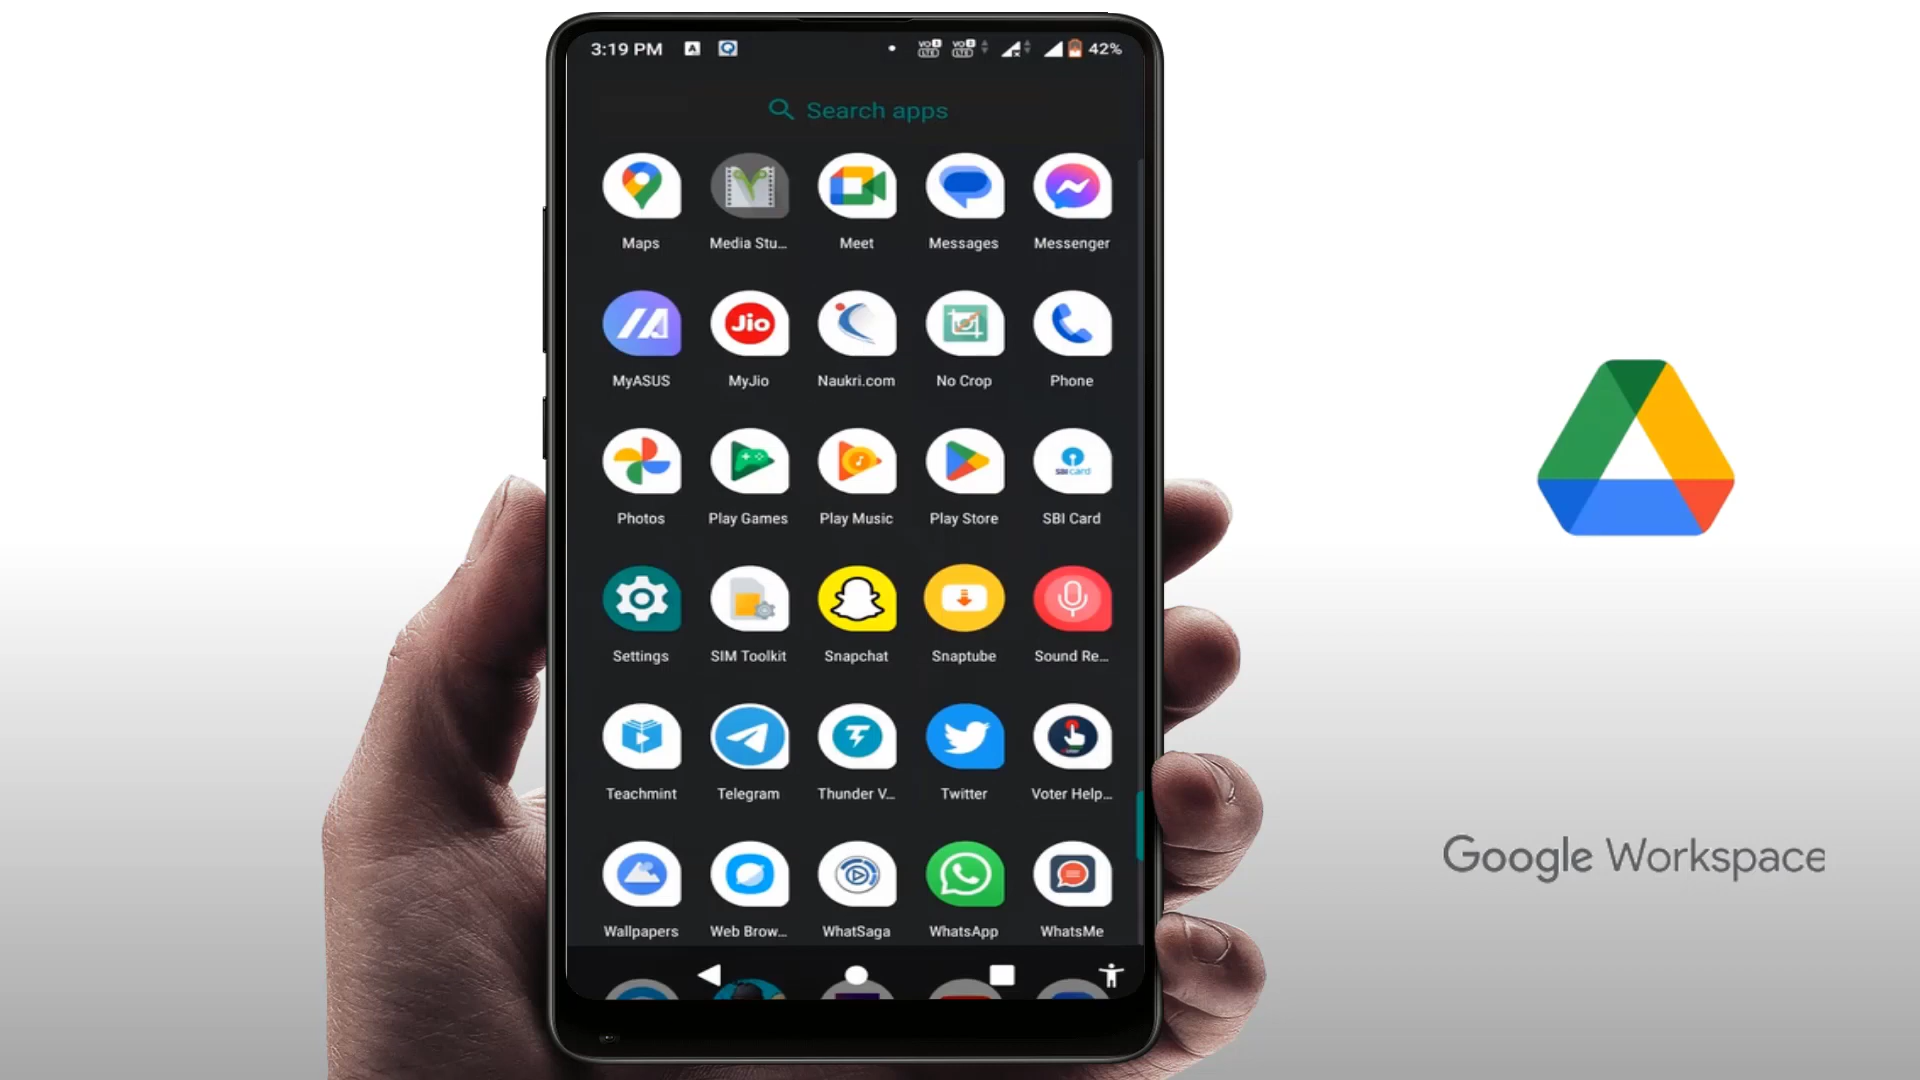 3:19 PM
42%
Search apps
Maps
Media Stu...
Meet
Messages
Messenger
MyASUS
Jio
MyJio
Naukri.com
No Crop
Phone
SBI card
Photos
Play Games
Play Music
Play Store
SBI Card
Settings
SIM Toolkit
Snapchat
Snaptube
Sound Re...
Teachmint
Telegram
Thunder V...
Twitter
Voter Help...
Wallpapers
Web Brow...
WhatSaga
WhatsApp
WhatsMe
Google Workspace